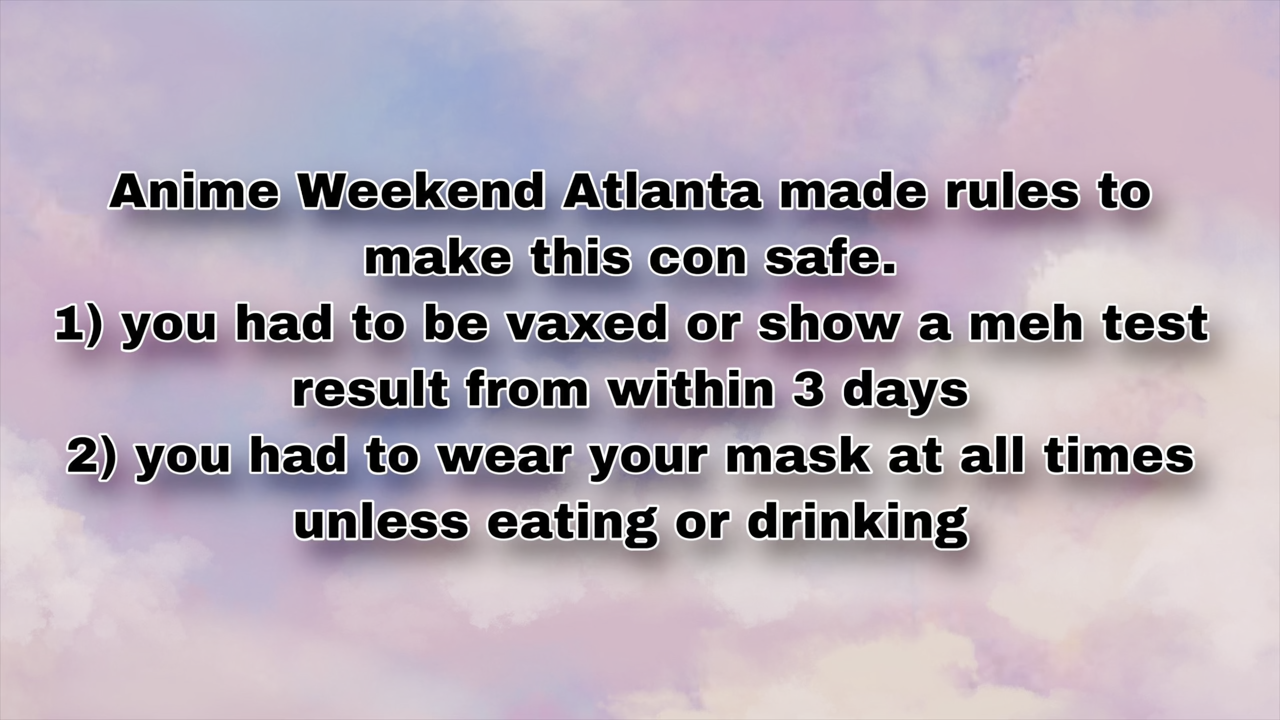 Anime Weekend Atlanta made rules to
make this con safe.
1) you had to be vaxed or show a meh test
result from within 3 days
2) you had to wear your mask at all times
unless eating or drinking